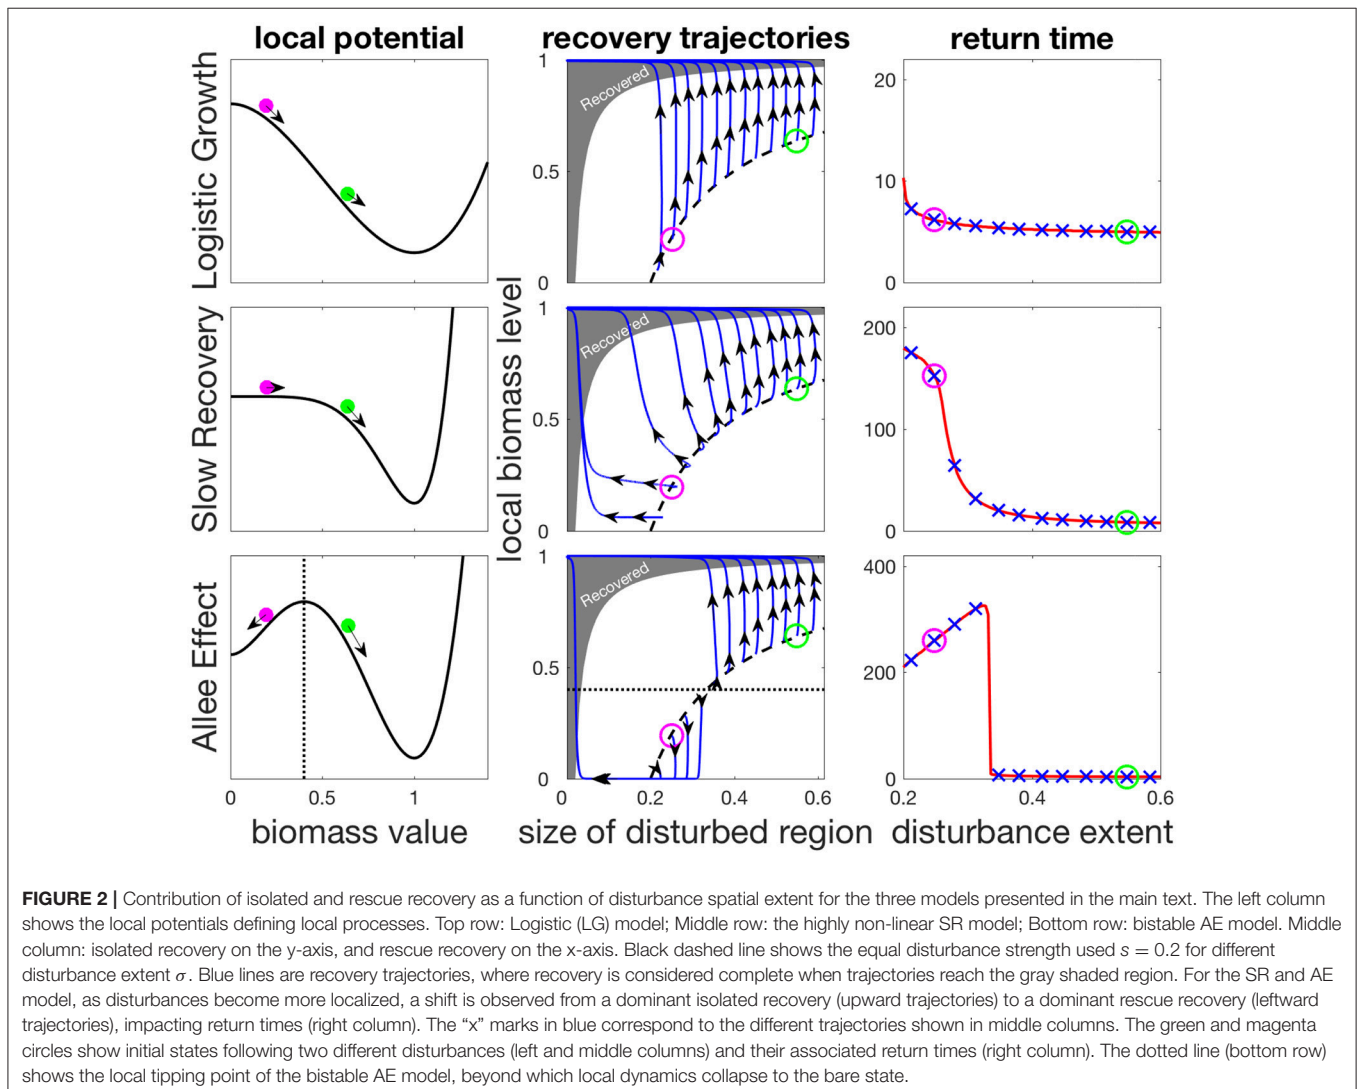 local potential
recovery trajectories
return time
Logistic Growth
1
0.5
0
Recovered
20
10
0
Slow Recovery
local biomass level
1
0.5
0
Recovered
200
100
0
Allee Effect
1
0.5
0
Recovered
400
200
0
0
0.5
1
0
0.2
0.4
0.6
0.2
0.4
0.6
biomass value
size of disturbed region
disturbance extent
FIGURE 2 | Contribution of isolated and rescue recovery as a function of disturbance spatial extent for the three models presented in the main text. The left column
shows the local potentials defining local processes. Top row: Logistic (LG) model; Middle row: the highly non-linear SR model; Bottom row: bistable AE model. Middle
column: isolated recovery on the y-axis, and rescue recovery on the x-axis. Black dashed line shows the equal disturbance strength used s = 0.2 for different
disturbance extent σ. Blue lines are recovery trajectories, where recovery is considered complete when trajectories reach the gray shaded region. For the SR and AE
model, as disturbances become more localized, a shift is observed from a dominant isolated recovery (upward trajectories) to a dominant rescue recovery (leftward
trajectories), impacting return times (right column). The “x” marks in blue correspond to the different trajectories shown in middle columns. The green and magenta
circles show initial states following two different disturbances (left and middle columns) and their associated return times (right column). The dotted line (bottom row)
shows the local tipping point of the bistable AE model, beyond which local dynamics collapse to the bare state.